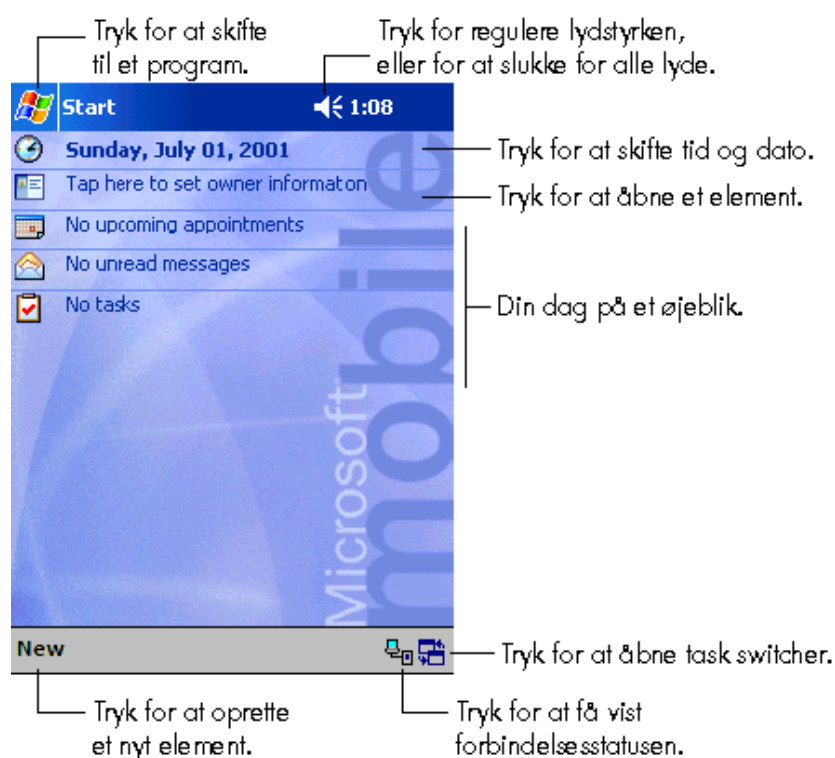 Tryk for at skifte
til et program.
Tryk for at regulere lydstyrken,
eller for at slukke for alle lyde.
Start
1:08
Sunday, July 01, 2001
Tryk for at skifte tid og dato.
Tap here to set owner informaton
Tryk for at åbne et element.
No upcoming appointments
No unread messages
No tasks
Din dag på et øjeblik.
Microsoft
mobile
New
Tryk for at åbne task switcher.
Tryk for at oprette
et nyt element.
Tryk for at få vist
forbindelsesstatusen.